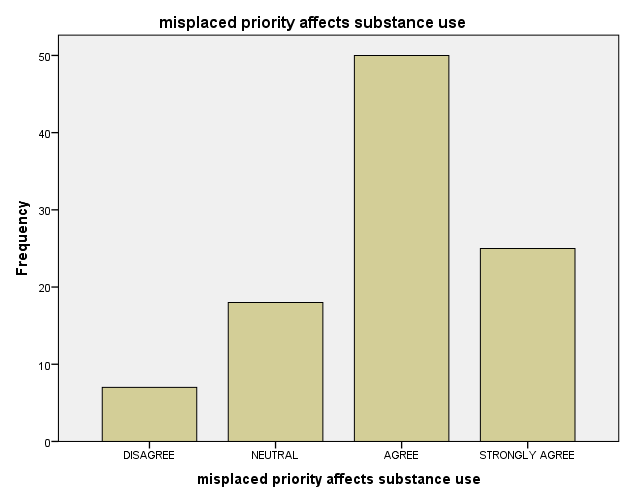 misplaced priority affects substance use
Frequency
50
40
30
20
10
0
DISAGREE NEUTRAL AGREE STRONGLY AGREE
misplaced priority affects substance use